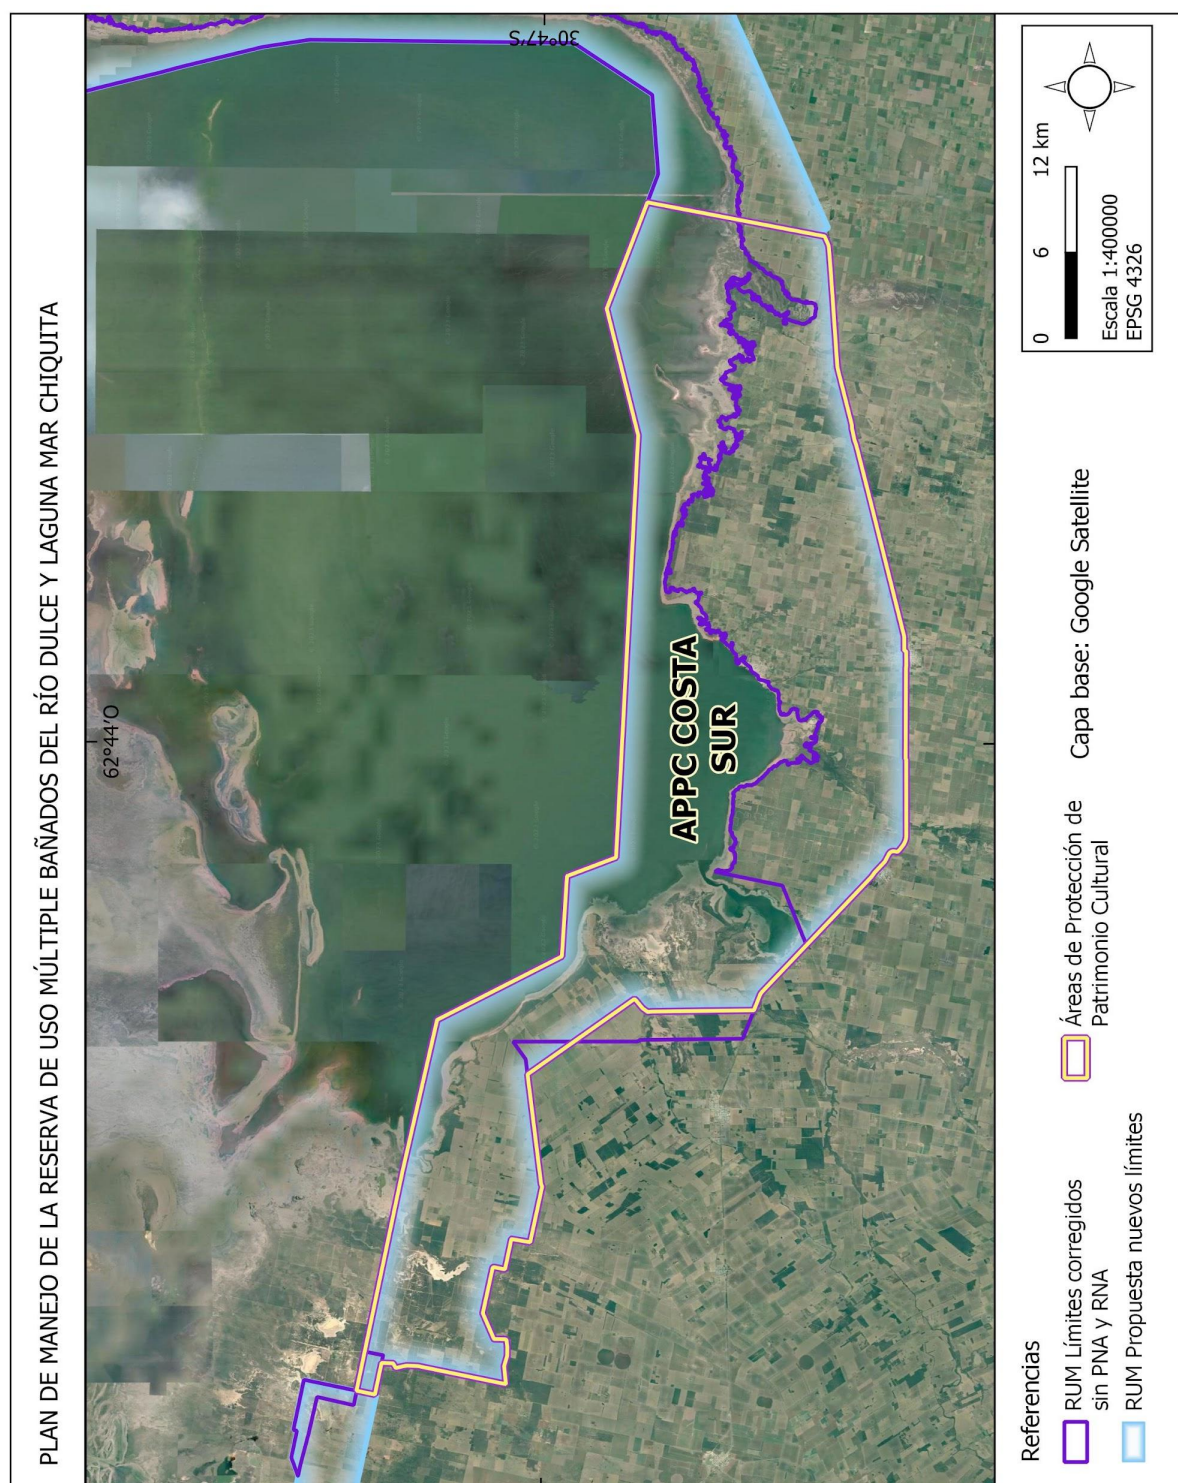 PLAN DE MANEJO DE LA RESERVA DE USO MÚLTIPLE BAÑADOS DEL RÍO DULCE Y LAGUNA MAR CHIQUITA
62°44'O
30°47'S
APPC COSTA
SUR
Referencias
RUM Límites corregidos
sin PNA y RNA
RUM Propuesta nuevos límites
Áreas de Protección de
Patrimonio Cultural
Capa base: Google Satellite
0 6 12 km
Escala 1:400000
EPSG 4326